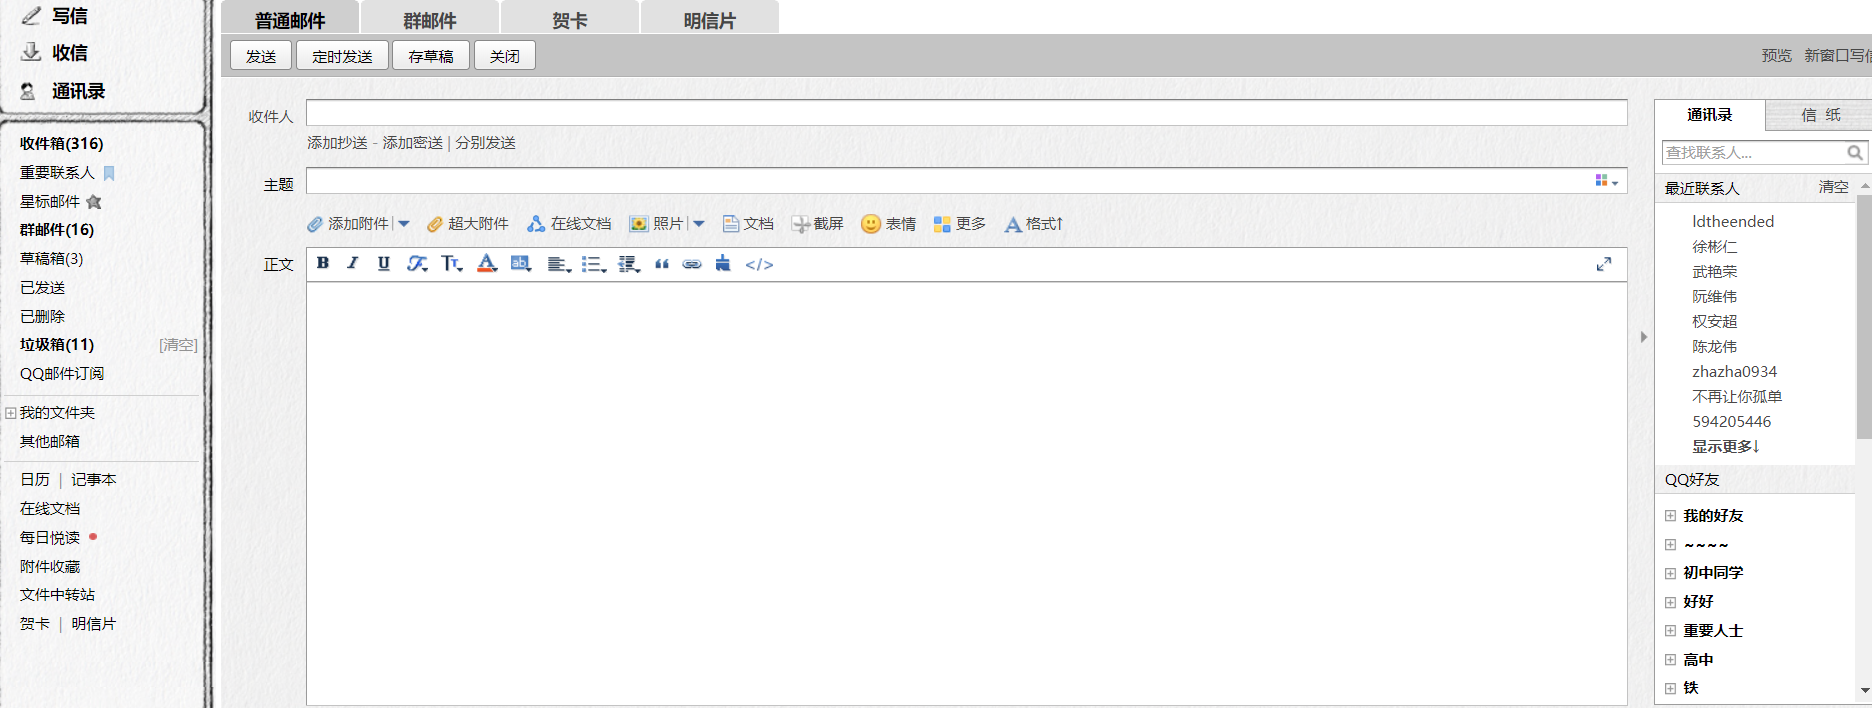 写信
收信
通讯录
收件箱(316)
重要联系人
星标邮件
群邮件(16)
草稿箱(3)
已发送
已删除
垃圾箱(11) [清空]
QQ邮件订阅
我的文件夹
其他邮箱
日历 | 记事本
在线文档
每日悦读
附件收藏
文件中转站
贺卡 | 明信片
普通邮件 群邮件 贺卡 明信片
发送 定时发送 存草稿 关闭
预览 新窗口写信
收件人
添加抄送 - 添加密送 | 分别发送
主题
添加附件 超大附件 在线文档 照片 文档 截屏 表情 更多 格式↑
正文
通讯录 信 纸
查找联系人...
最近联系人 清空
ldtheended
徐彬仁
武艳荣
阮维伟
权安超
陈龙伟
zhazha0934
不再让你孤单
594205446
显示更多↓
QQ好友
我的好友
~~~~
初中同学
好好
重要人士
高中
铁